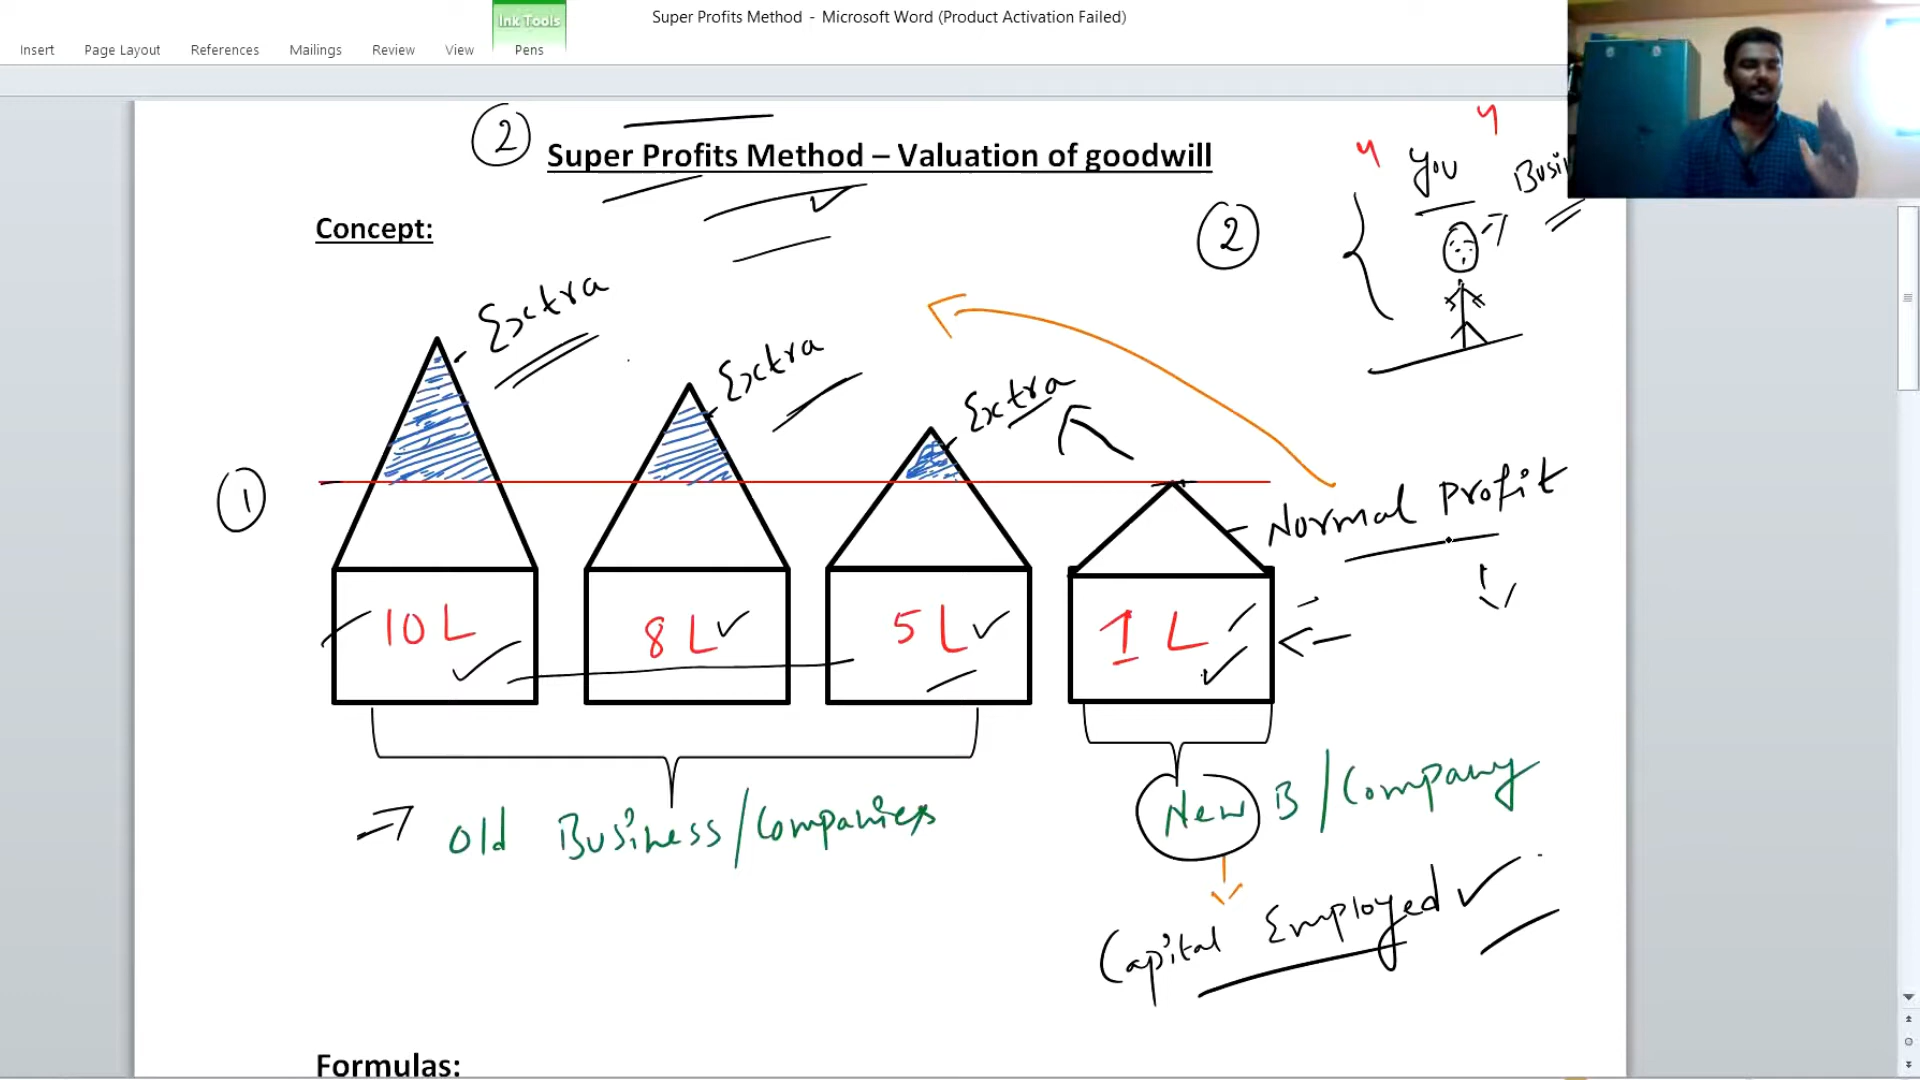 Ink Tools
Super Profits Method - Microsoft Word (Product Activation Failed)
Insert Page Layout References Mailings Review View Pens
2
Super Profits Method – Valuation of goodwill
You
Concept:
2
Extra
Extra
Extra
1
Normal Profit
10 L
8 L
5 L
1 L
Old Business/Companies
New B/Company
Capital Employed
Formulas: